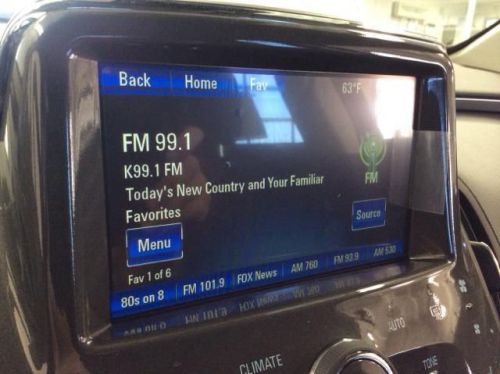 Back Home Fav 63°F
FM 99.1
K99.1 FM
Today's New Country and Your Familiar
Favorites
FM
Menu
Source
Fav 1 of 6
80s on 8 FM 101.9 FOX News AM 760 FM 93.9 AM 530
AUTO
CLIMATE
TONE